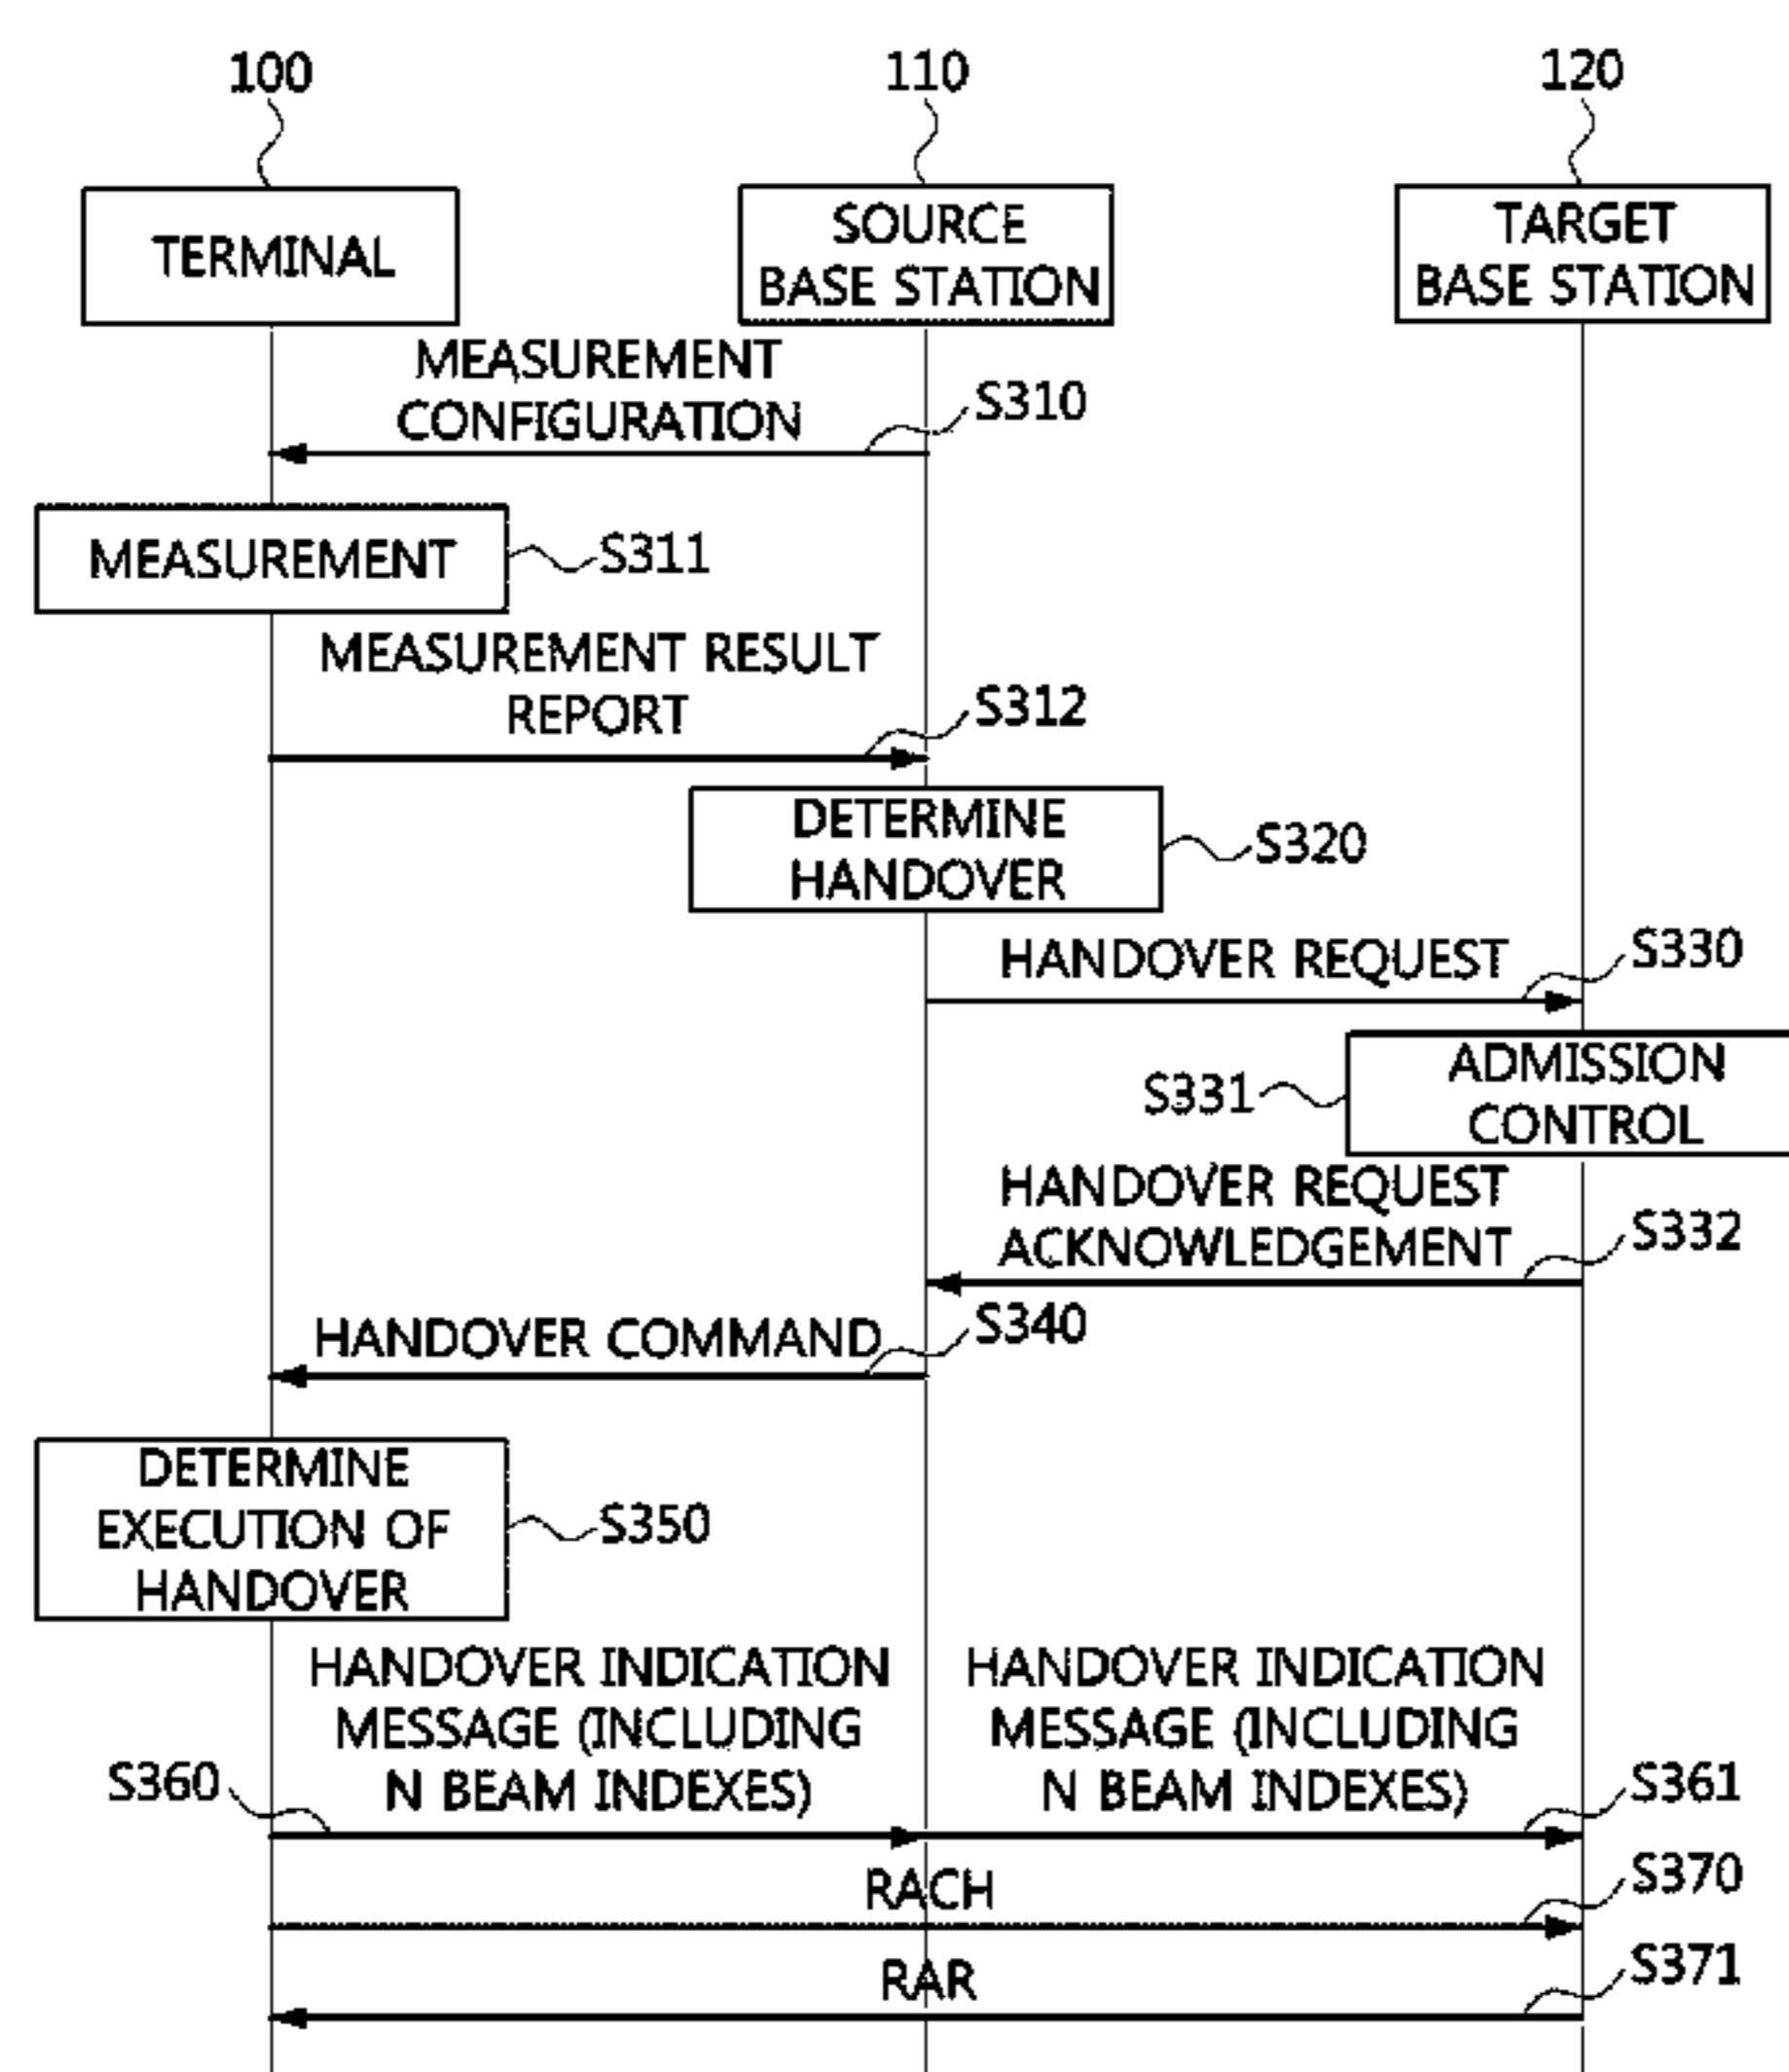 100
110
120
TERMINAL
SOURCE
BASE STATION
TARGET
BASE STATION
MEASUREMENT
CONFIGURATION
S310
MEASUREMENT
S311
MEASUREMENT RESULT
REPORT
S312
DETERMINE
HANDOVER
S320
HANDOVER REQUEST
S330
ADMISSION
CONTROL
S331
HANDOVER REQUEST
ACKNOWLEDGEMENT
S332
HANDOVER COMMAND
S340
DETERMINE
EXECUTION OF
HANDOVER
S350
HANDOVER INDICATION
MESSAGE (INCLUDING
N BEAM INDEXES)
S360
HANDOVER INDICATION
MESSAGE (INCLUDING
N BEAM INDEXES)
S361
RACH
S370
RAR
S371